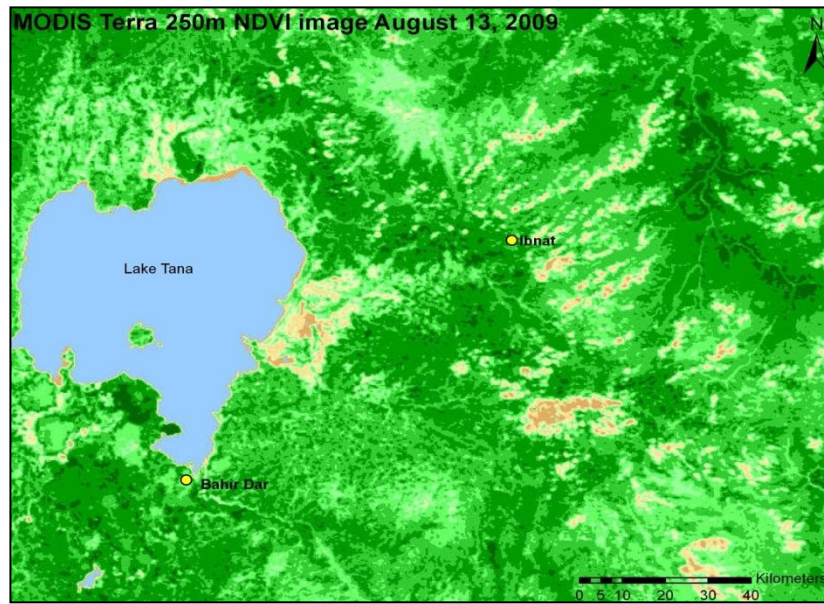 MODIS Terra 250m NDVI image August 13, 2009
N
Ibnat
Lake Tana
Bahir Dar
Kilometers
0 5 10 20 30 40